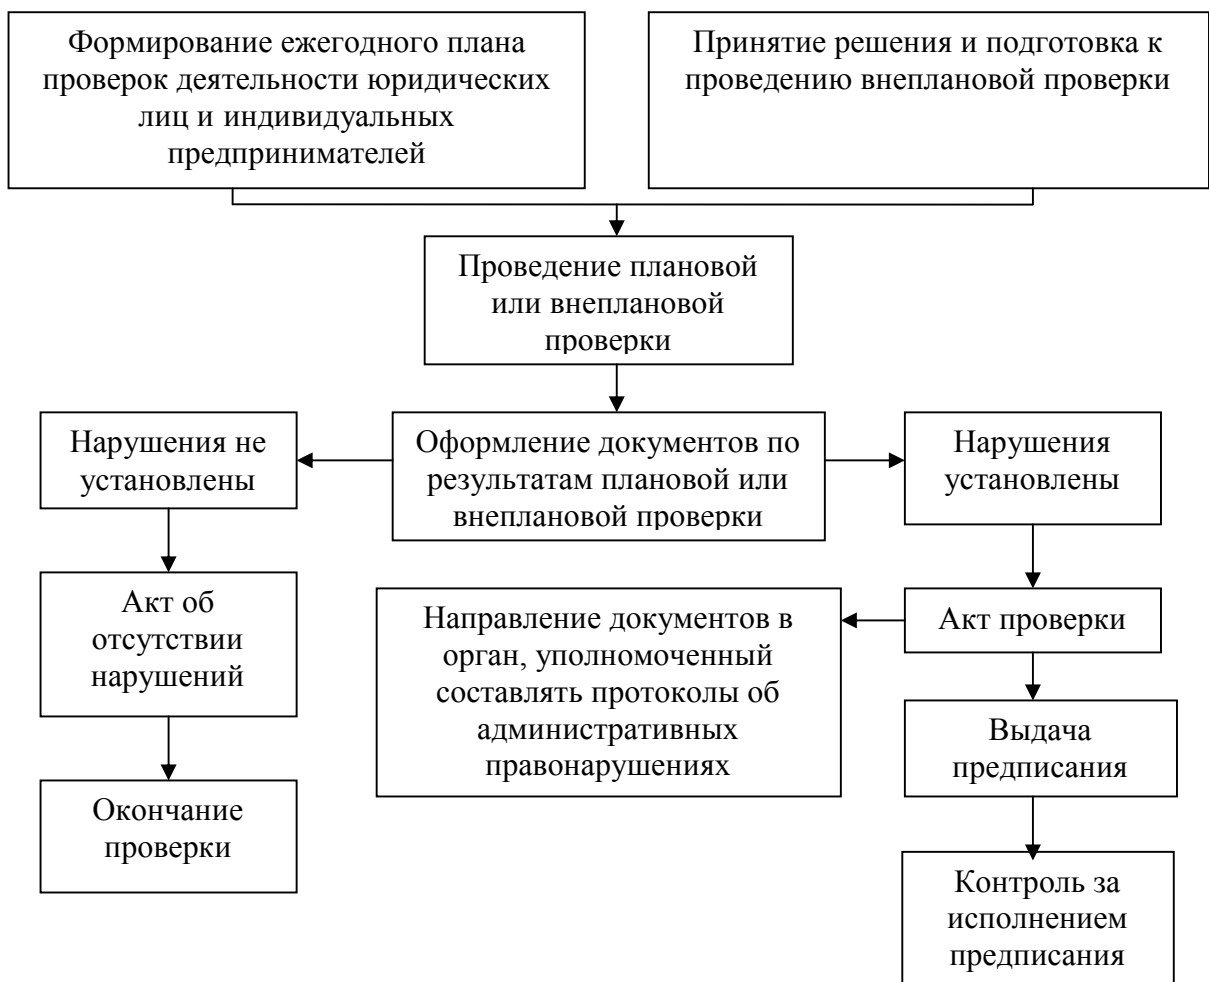 Формирование ежегодного плана
проверок деятельности юридических
лиц и индивидуальных
предпринимателей
Принятие решения и подготовка к
проведению внеплановой проверки
Проведение плановой
или внеплановой
проверки
Нарушения не
установлены
Оформление документов по
результатам плановой или
внеплановой проверки
Нарушения
установлены
Акт об
отсутствии
нарушений
Направление документов в
орган, уполномоченный
составлять протоколы об
административных
правонарушениях
Акт проверки
Выдача
предписания
Окончание
проверки
Контроль за
исполнением
предписания